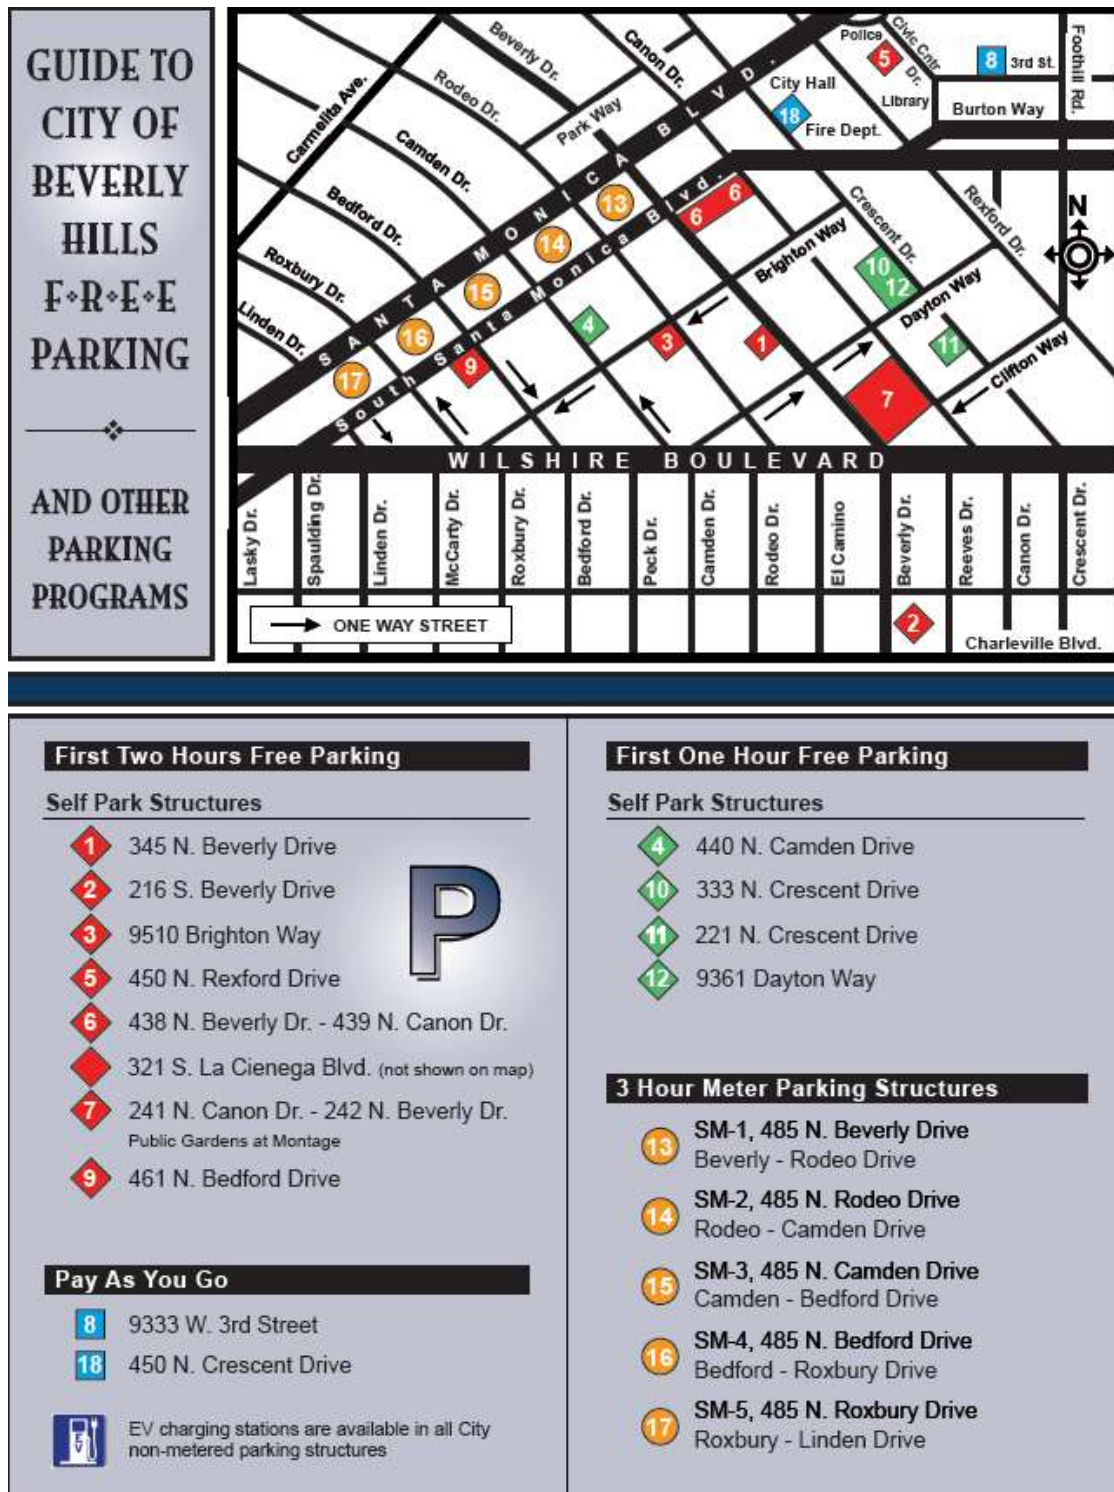 GUIDE TO
CITY OF
BEVERLY
HILLS
F❖R❖E❖E
PARKING
AND OTHER
PARKING
PROGRAMS
Carmelita Ave.
Beverly Dr.
Rodeo Dr.
Camden Dr.
Bedford Dr.
Roxbury Dr.
Linden Dr.
Canon Dr.
Park Way
SANTA MONICA BLVD.
South Santa Monica Blvd.
Police
5
Civic Cntr Dr.
8
3rd St.
Foothill Rd.
City Hall
18
Fire Dept.
Library
Burton Way
Crescent Dr.
Rexford Dr.
N
Brighton Way
Dayton Way
Clifton Way
13
14
15
16
17
6
6
4
3
1
9
10
12
11
7
WILSHIRE BOULEVARD
Lasky Dr.
Spaulding Dr.
Linden Dr.
McCarty Dr.
Roxbury Dr.
Bedford Dr.
Peck Dr.
Camden Dr.
Rodeo Dr.
El Camino
Beverly Dr.
Reeves Dr.
Canon Dr.
Crescent Dr.
ONE WAY STREET
2
Charleville Blvd.
First Two Hours Free Parking
Self Park Structures
1 345 N. Beverly Drive
2 216 S. Beverly Drive
3 9510 Brighton Way
5 450 N. Rexford Drive
6 438 N. Beverly Dr. - 439 N. Canon Dr.
321 S. La Cienega Blvd. (not shown on map)
7 241 N. Canon Dr. - 242 N. Beverly Dr.
Public Gardens at Montage
9 461 N. Bedford Drive
P
Pay As You Go
8 9333 W. 3rd Street
18 450 N. Crescent Drive
EV charging stations are available in all City
non-metered parking structures
First One Hour Free Parking
Self Park Structures
4 440 N. Camden Drive
10 333 N. Crescent Drive
11 221 N. Crescent Drive
12 9361 Dayton Way
3 Hour Meter Parking Structures
13 SM-1, 485 N. Beverly Drive
Beverly - Rodeo Drive
14 SM-2, 485 N. Rodeo Drive
Rodeo - Camden Drive
15 SM-3, 485 N. Camden Drive
Camden - Bedford Drive
16 SM-4, 485 N. Bedford Drive
Bedford - Roxbury Drive
17 SM-5, 485 N. Roxbury Drive
Roxbury - Linden Drive